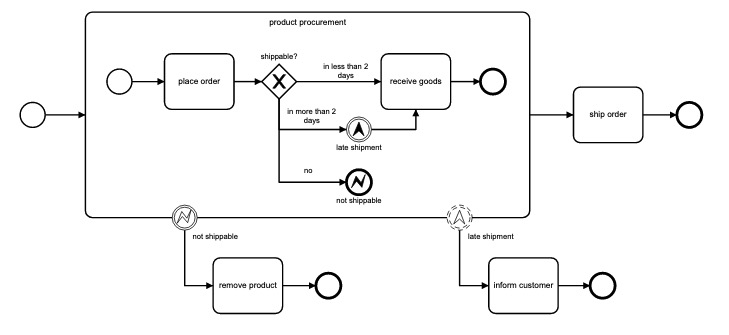 product procurement
shippable?
in less than 2
days
place order
receive goods
in more than 2
days
ship order
late shipment
no
not shippable
not shippable
late shipment
remove product
inform customer